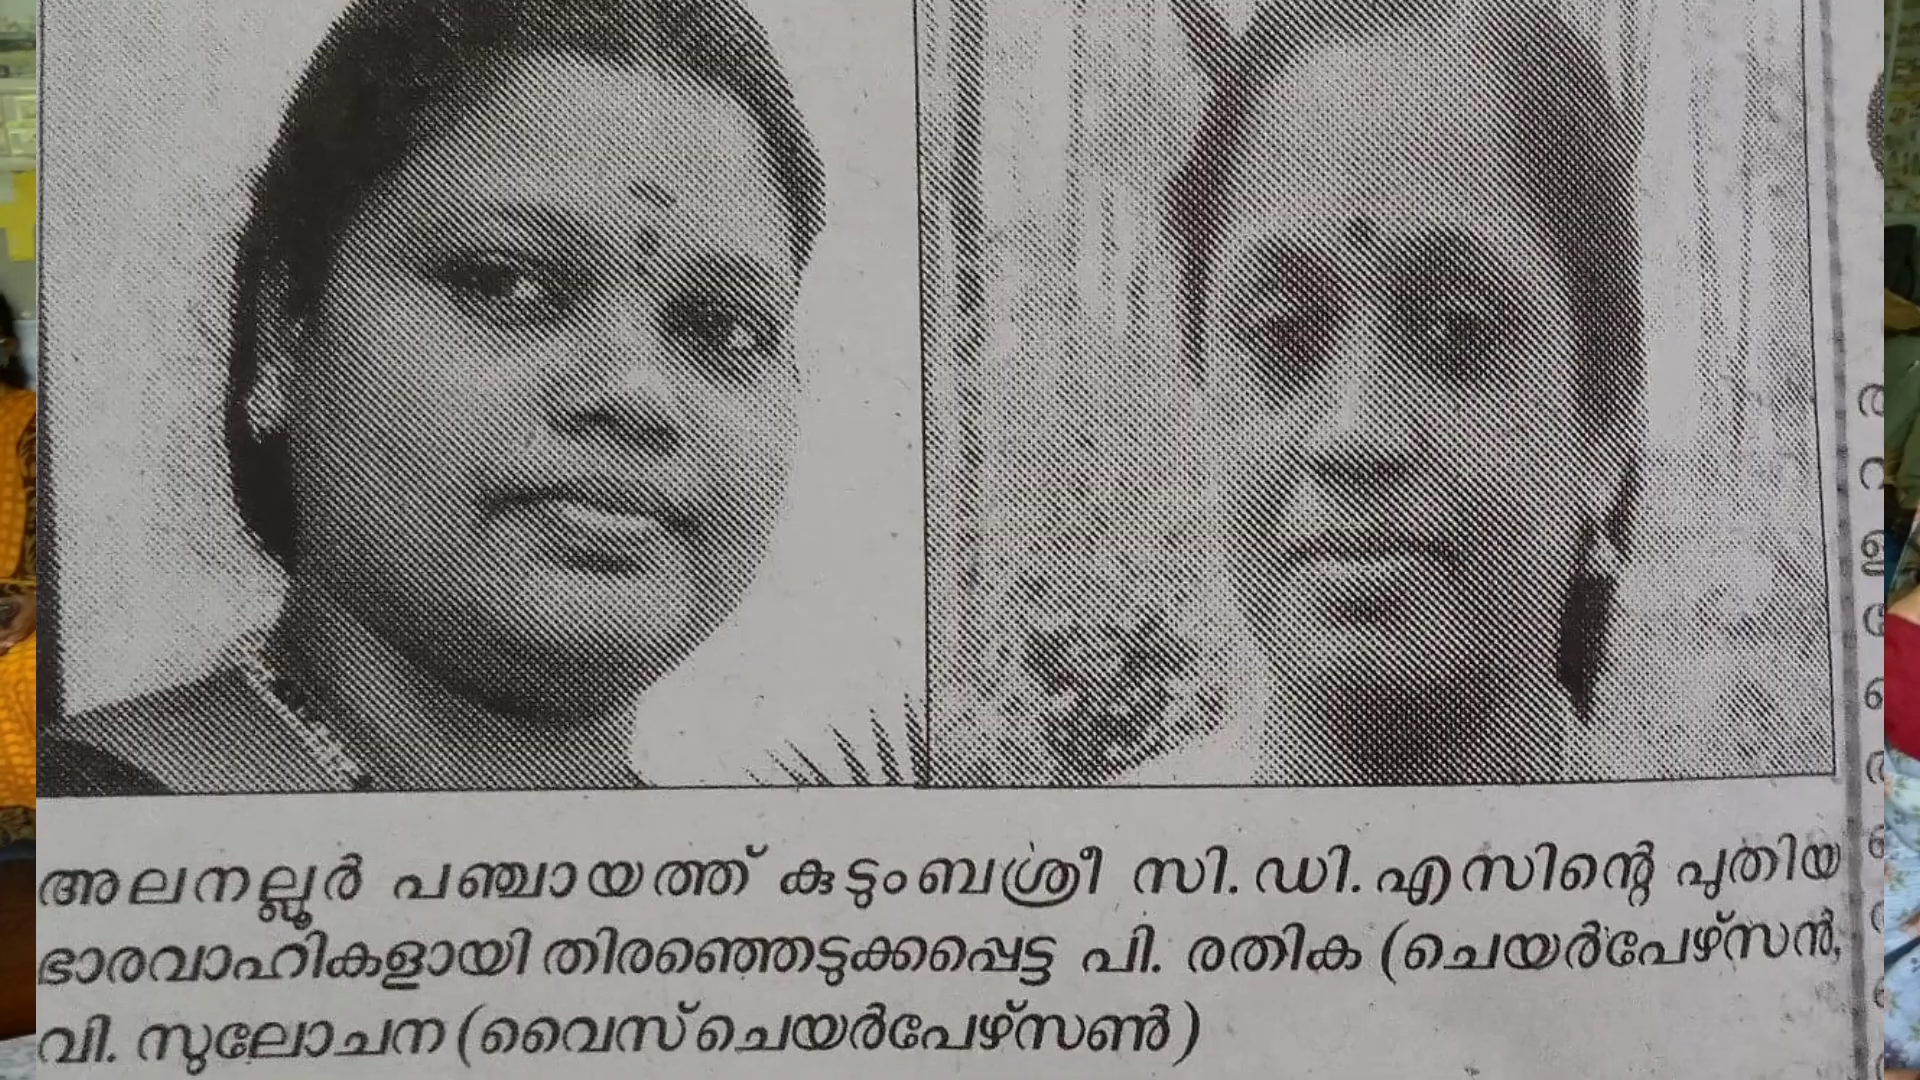 അലനല്ലൂർ പഞ്ചായത്ത് കുടുംബശ്രീ സി. ഡി. എസിന്റെ പുതിയ
ഭാരവാഹികളായി തിരഞ്ഞെടുക്കപ്പെട്ട പി. രതിക (ചെയർപേഴ്സൻ,
വി. സുലോചന (വൈസ് ചെയർപേഴ്സൺ)